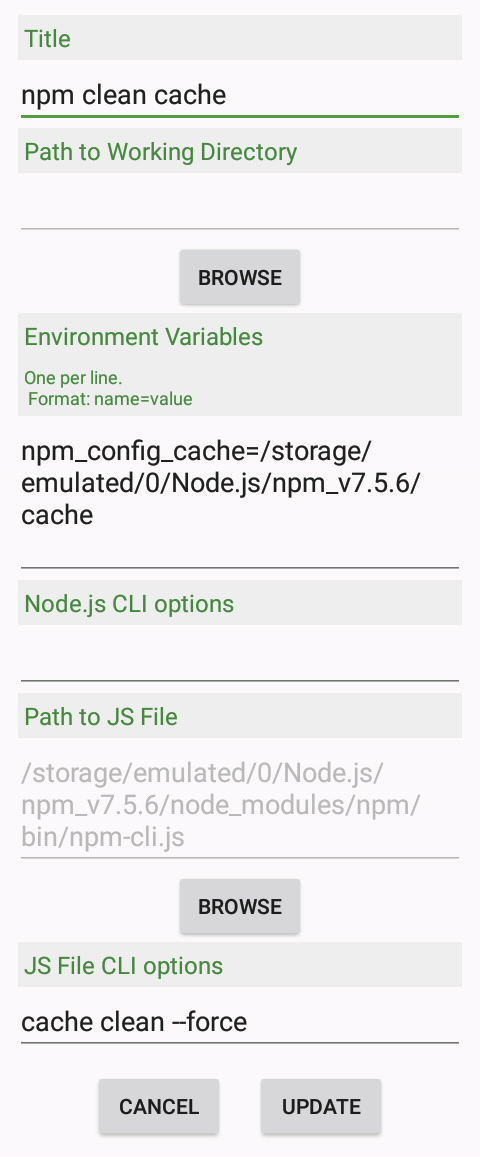 Title
npm clean cache
Path to Working Directory
BROWSE
Environment Variables
One per line.
Format: name=value
npm_config_cache=/storage/
emulated/0/Node.js/npm_v7.5.6/
cache
Node.js CLI options
Path to JS File
/storage/emulated/0/Node.js/
npm_v7.5.6/node_modules/npm/
bin/npm-cli.js
BROWSE
JS File CLI options
cache clean --force
CANCEL UPDATE